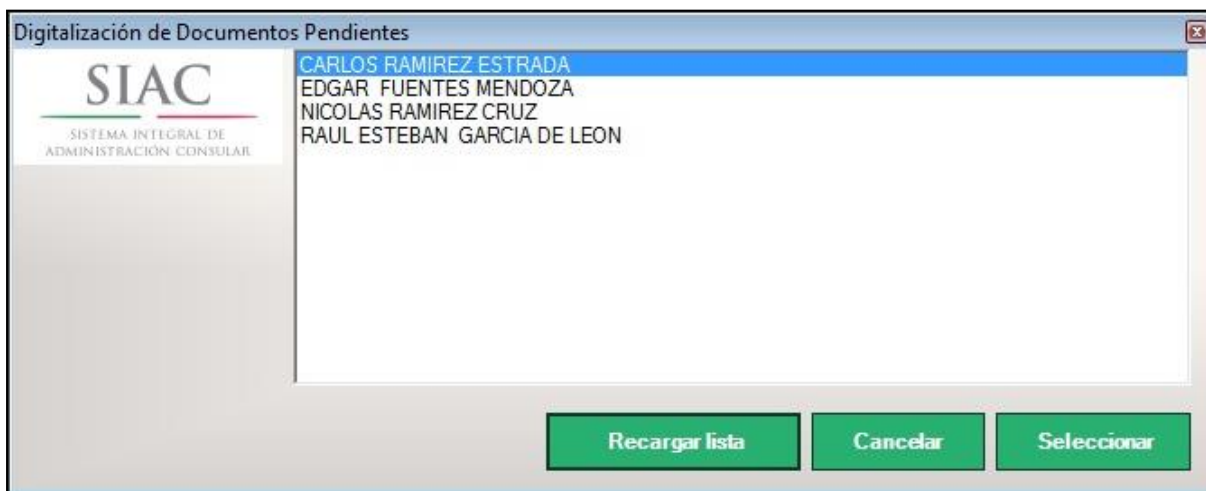 Digitalización de Documentos Pendientes
SIAC
SISTEMA INTEGRAL DE
ADMINISTRACIÓN CONSULAR
CARLOS RAMIREZ ESTRADA
EDGAR  FUENTES MENDOZA
NICOLAS RAMIREZ CRUZ
RAUL ESTEBAN  GARCIA DE LEON
Recargar lista
Cancelar
Seleccionar